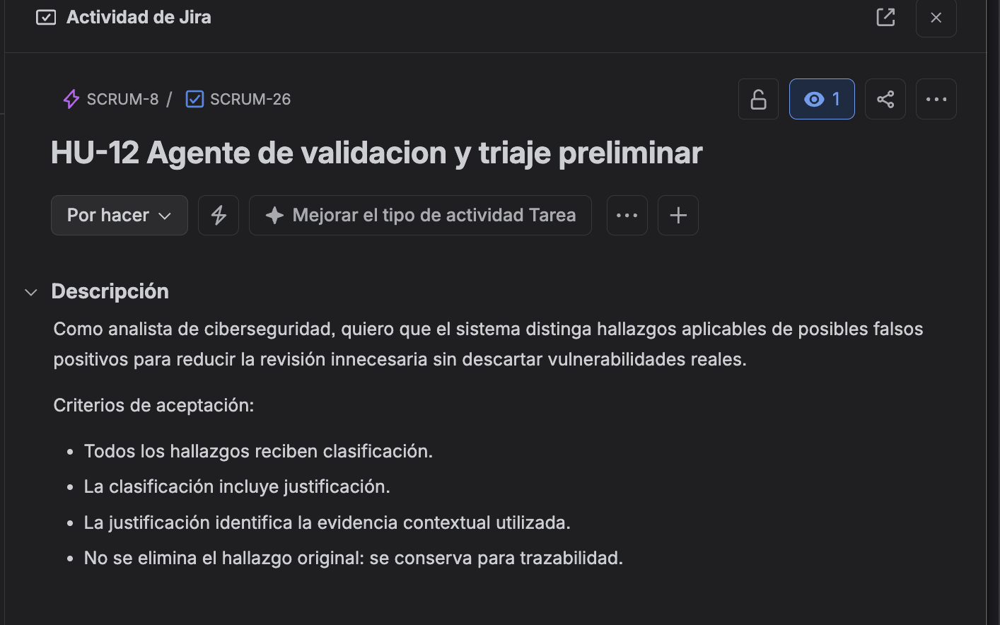 Actividad de Jira
SCRUM-8 / SCRUM-26
1
HU-12 Agente de validacion y triaje preliminar
Por hacer
Mejorar el tipo de actividad Tarea
Descripción
Como analista de ciberseguridad, quiero que el sistema distinga hallazgos aplicables de posibles falsos
positivos para reducir la revisión innecesaria sin descartar vulnerabilidades reales.
Criterios de aceptación:
• Todos los hallazgos reciben clasificación.
• La clasificación incluye justificación.
• La justificación identifica la evidencia contextual utilizada.
• No se elimina el hallazgo original: se conserva para trazabilidad.